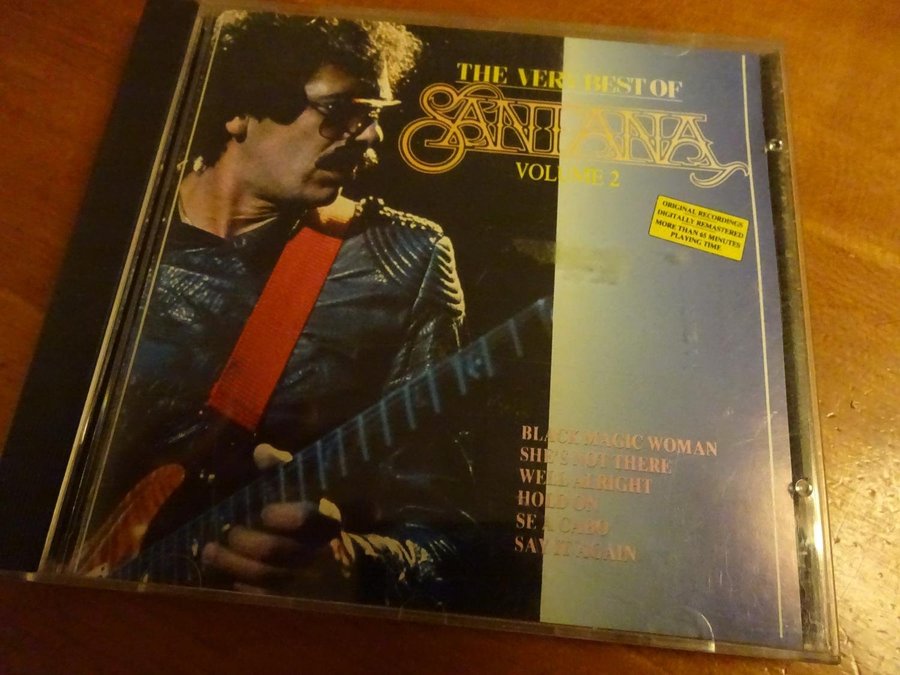 THE VERY BEST OF
SANTANA
VOLUME 2
ORIGINAL RECORDINGS
DIGITALLY REMASTERED
MORE THAN 65 MINUTES
PLAYING TIME
BLACK MAGIC WOMAN
SHE'S NOT THERE
WELL ALRIGHT
HOLD ON
SE A CABO
SAY IT AGAIN